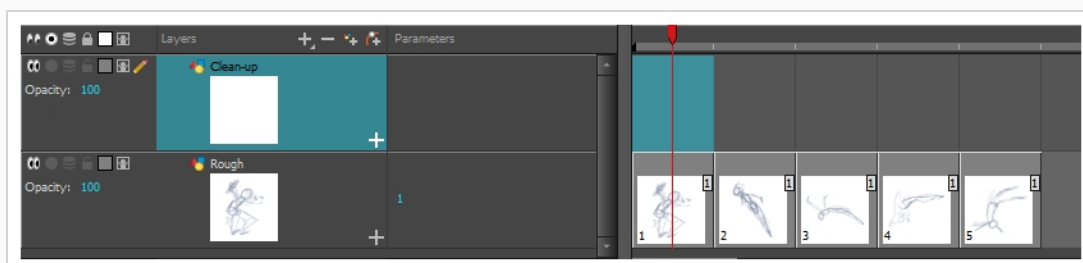 Layers Parameters
Clean-up
Opacity: 100
Rough
Opacity: 100
1
1 1 1 1 1
1 2 3 4 5